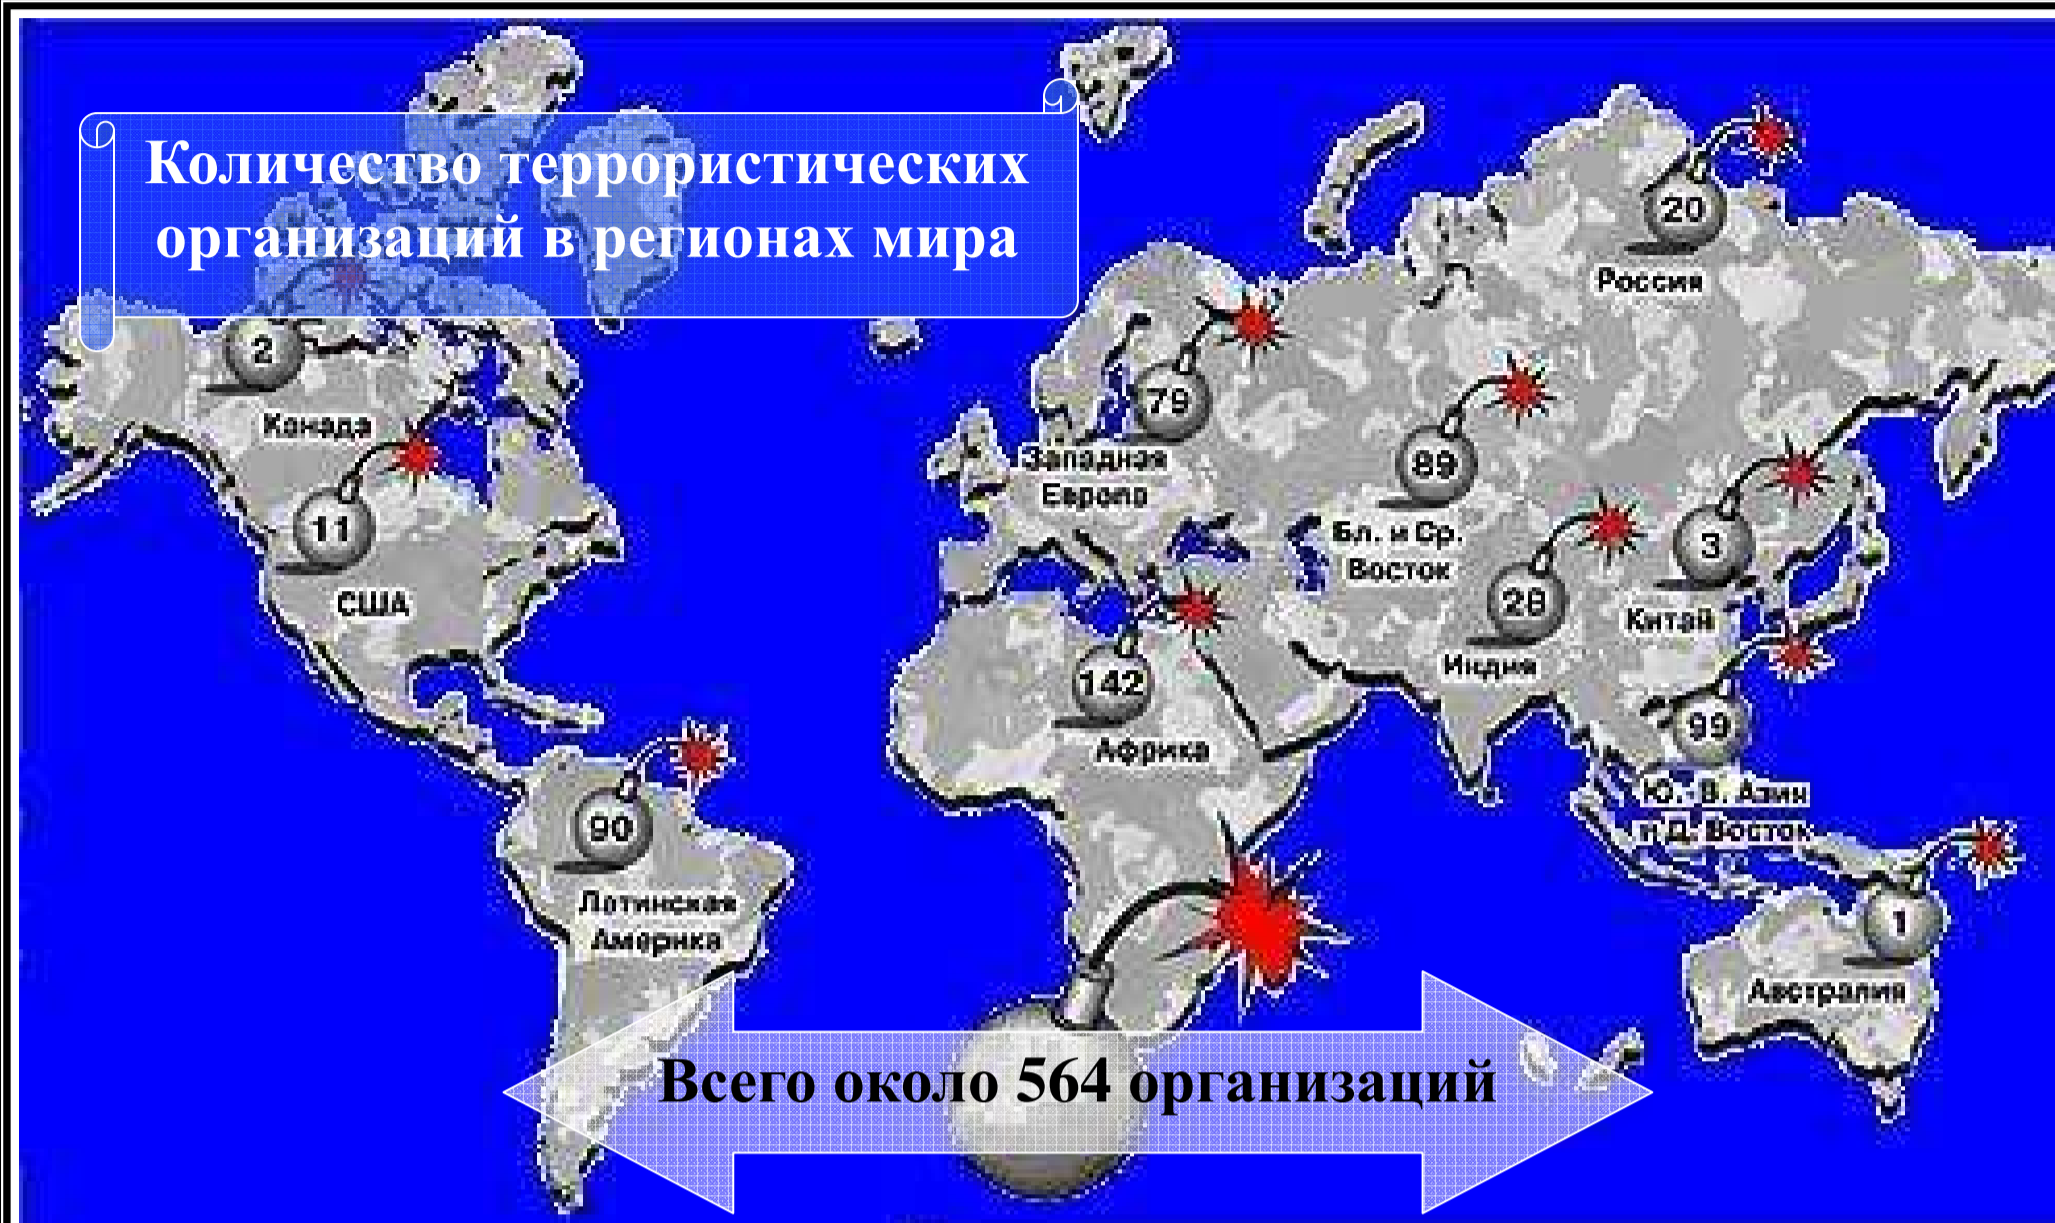 Количество террористических
организаций в регионах мира
2
Канада
11
США
90
Латинская
Америка
79
Западная
Европа
142
Африка
20
Россия
89
Бл. и Ср.
Восток
28
Индия
3
Китай
99
Ю.-В. Азия
и Д. Восток
1
Австралия
Всего около 564 организаций